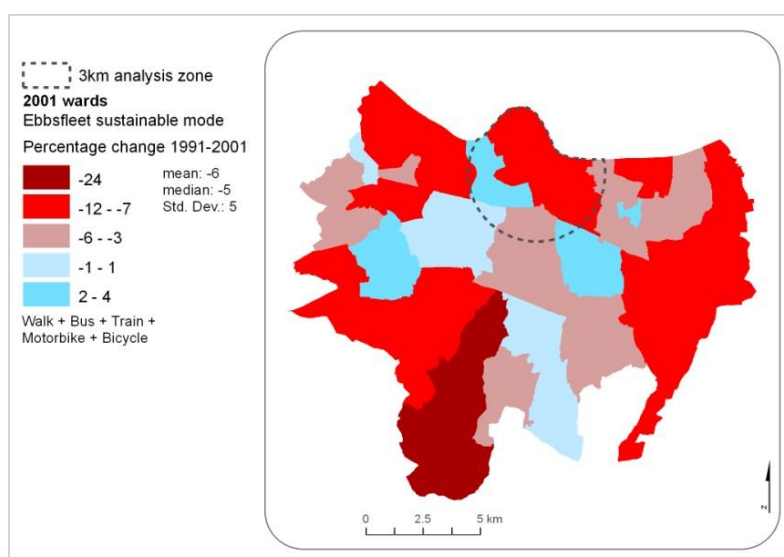 3km analysis zone
2001 wards
Ebbsfleet sustainable mode
Percentage change 1991-2001
-24
-12 - -7
-6 - -3
-1 - 1
2 - 4
mean: -6
median: -5
Std. Dev.: 5
Walk + Bus + Train +
Motorbike + Bicycle
0 2.5 5 km
N